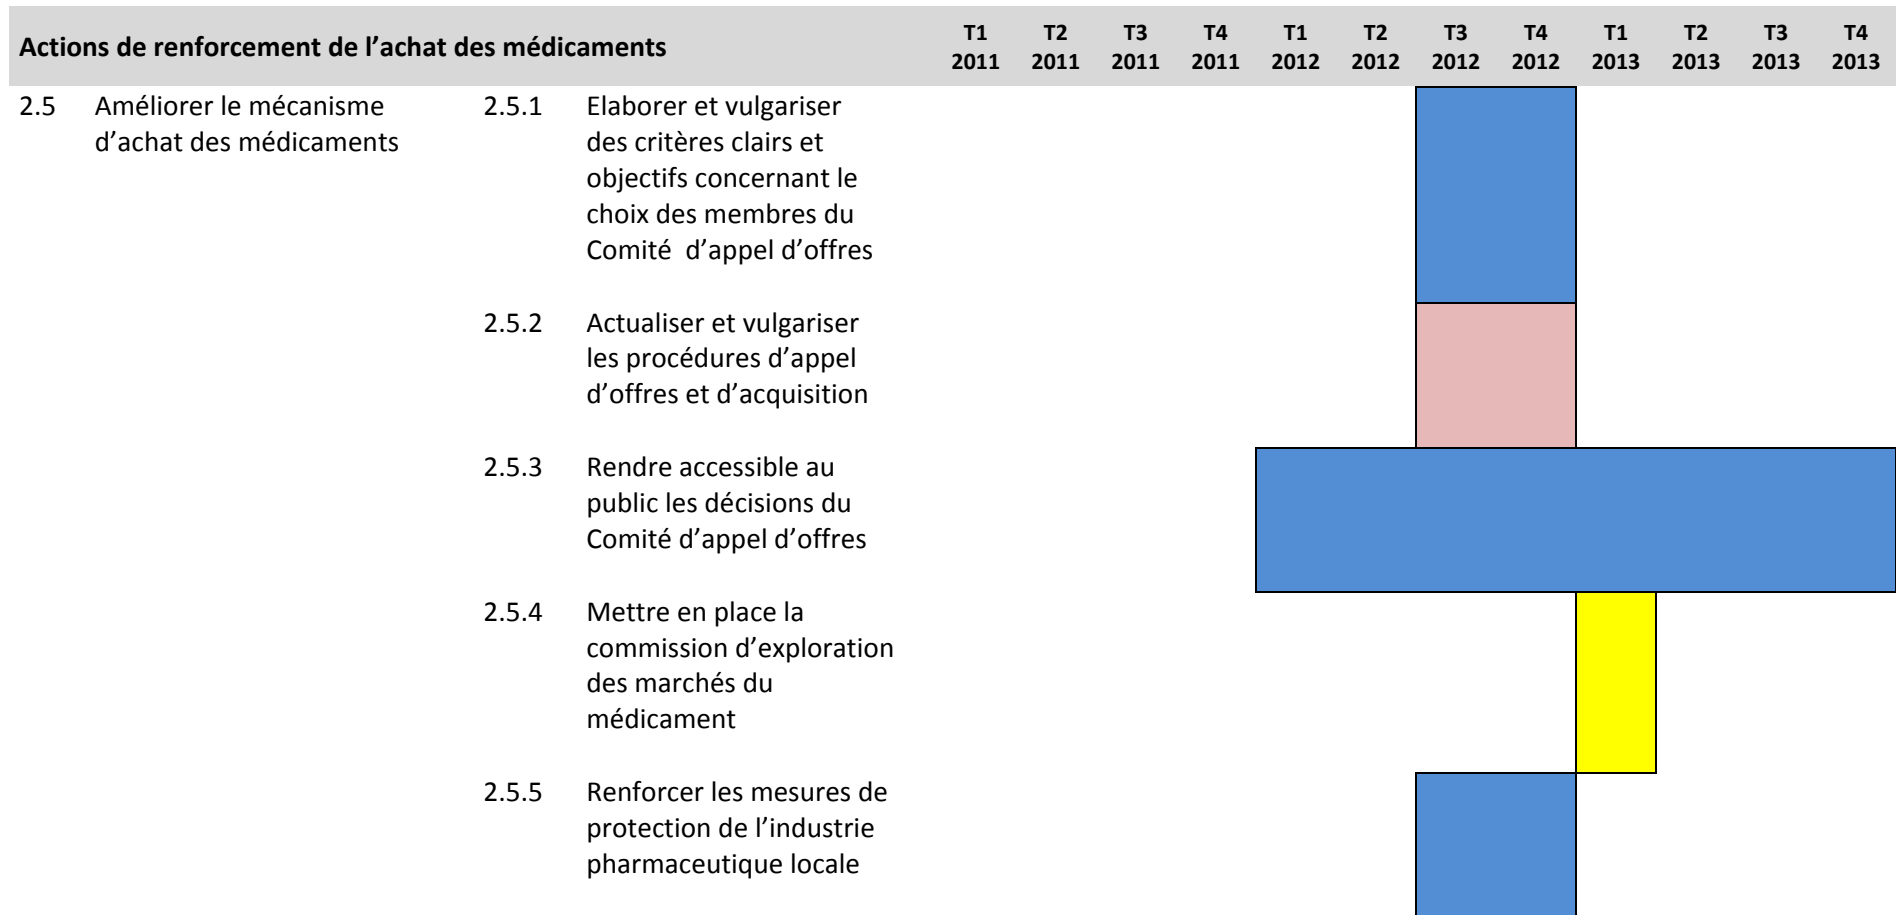 Actions de renforcement de l’achat des médicaments
T1 T2 T3 T4 T1 T2 T3 T4 T1 T2 T3 T4
2011 2011 2011 2011 2012 2012 2012 2012 2013 2013 2013 2013
2.5 Améliorer le mécanisme
d’achat des médicaments
2.5.1 Elaborer et vulgariser
des critères clairs et
objectifs concernant le
choix des membres du
Comité d’appel d’offres
2.5.2 Actualiser et vulgariser
les procédures d’appel
d’offres et d’acquisition
2.5.3 Rendre accessible au
public les décisions du
Comité d’appel d’offres
2.5.4 Mettre en place la
commission d’exploration
des marchés du
médicament
2.5.5 Renforcer les mesures de
protection de l’industrie
pharmaceutique locale